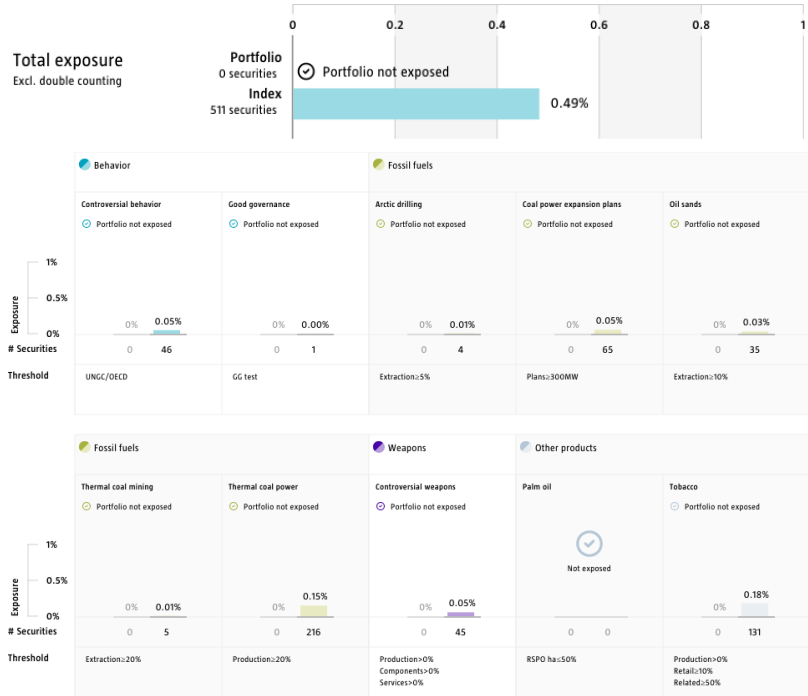 0 0.2 0.4 0.6 0.8 1
Total exposure
Excl. double counting
Portfolio
0 securities
Portfolio not exposed
Index
511 securities
0.49%
Behavior Fossil fuels
Controversial behavior Good governance Arctic drilling Coal power expansion plans Oil sands
Portfolio not exposed Portfolio not exposed Portfolio not exposed Portfolio not exposed Portfolio not exposed
Exposure
1%
0.5%
0%
0% 0.05% 0% 0.00% 0% 0.01% 0% 0.05% 0% 0.03%
# Securities 0 46 0 1 0 4 0 65 0 35
Threshold UNGC/OECD GG test Extraction≥5% Plans≥300MW Extraction≥10%
Fossil fuels Weapons Other products
Thermal coal mining Thermal coal power Controversial weapons Palm oil Tobacco
Portfolio not exposed Portfolio not exposed Portfolio not exposed Portfolio not exposed
Not exposed
Exposure
1%
0.5%
0%
0% 0.01% 0% 0.15% 0% 0.05% 0% 0.18%
# Securities 0 5 0 216 0 45 0 0 0 131
Threshold Extraction≥20% Production≥20% Production>0% RSPO ha≤50% Production>0%
Components>0% Retail≥10%
Services>0% Related≥50%